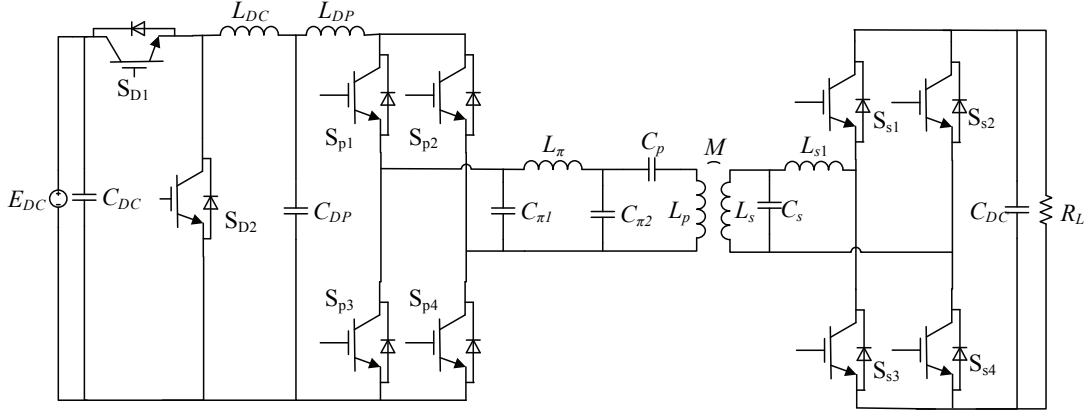 L_DC
L_DP
S_D1
S_p1
S_p2
S_s1
S_s2
E_DC
C_DC
S_D2
C_DP
C_π1
L_π
C_π2
C_p
L_p
M
L_s
C_s
L_s1
C_DC
R_L
S_p3
S_p4
S_s3
S_s4